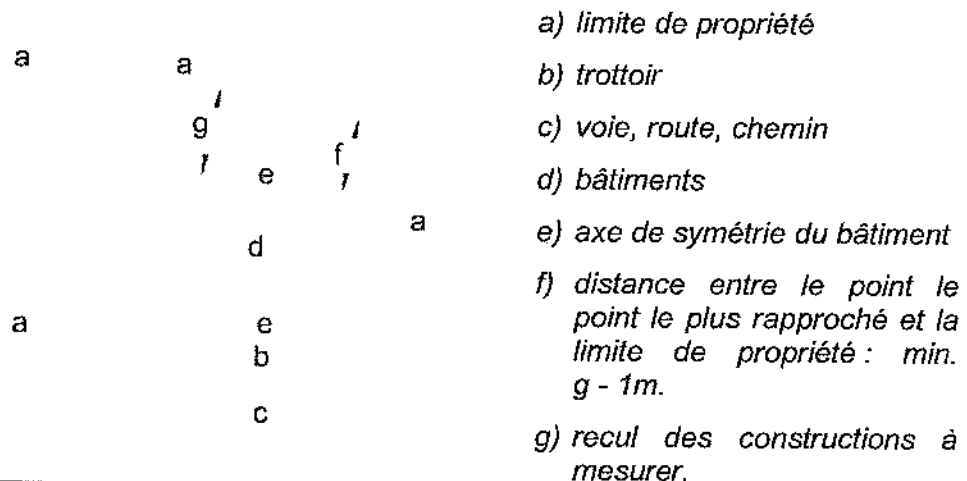 a a
g
f
e
a
d
a e
b
c
a) limite de propriété
b) trottoir
c) voie, route, chemin
d) bâtiments
e) axe de symétrie du bâtiment
f) distance entre le point le
point le plus rapproché et la
limite de propriété : min.
g - 1m.
g) recul des constructions à
mesurer.